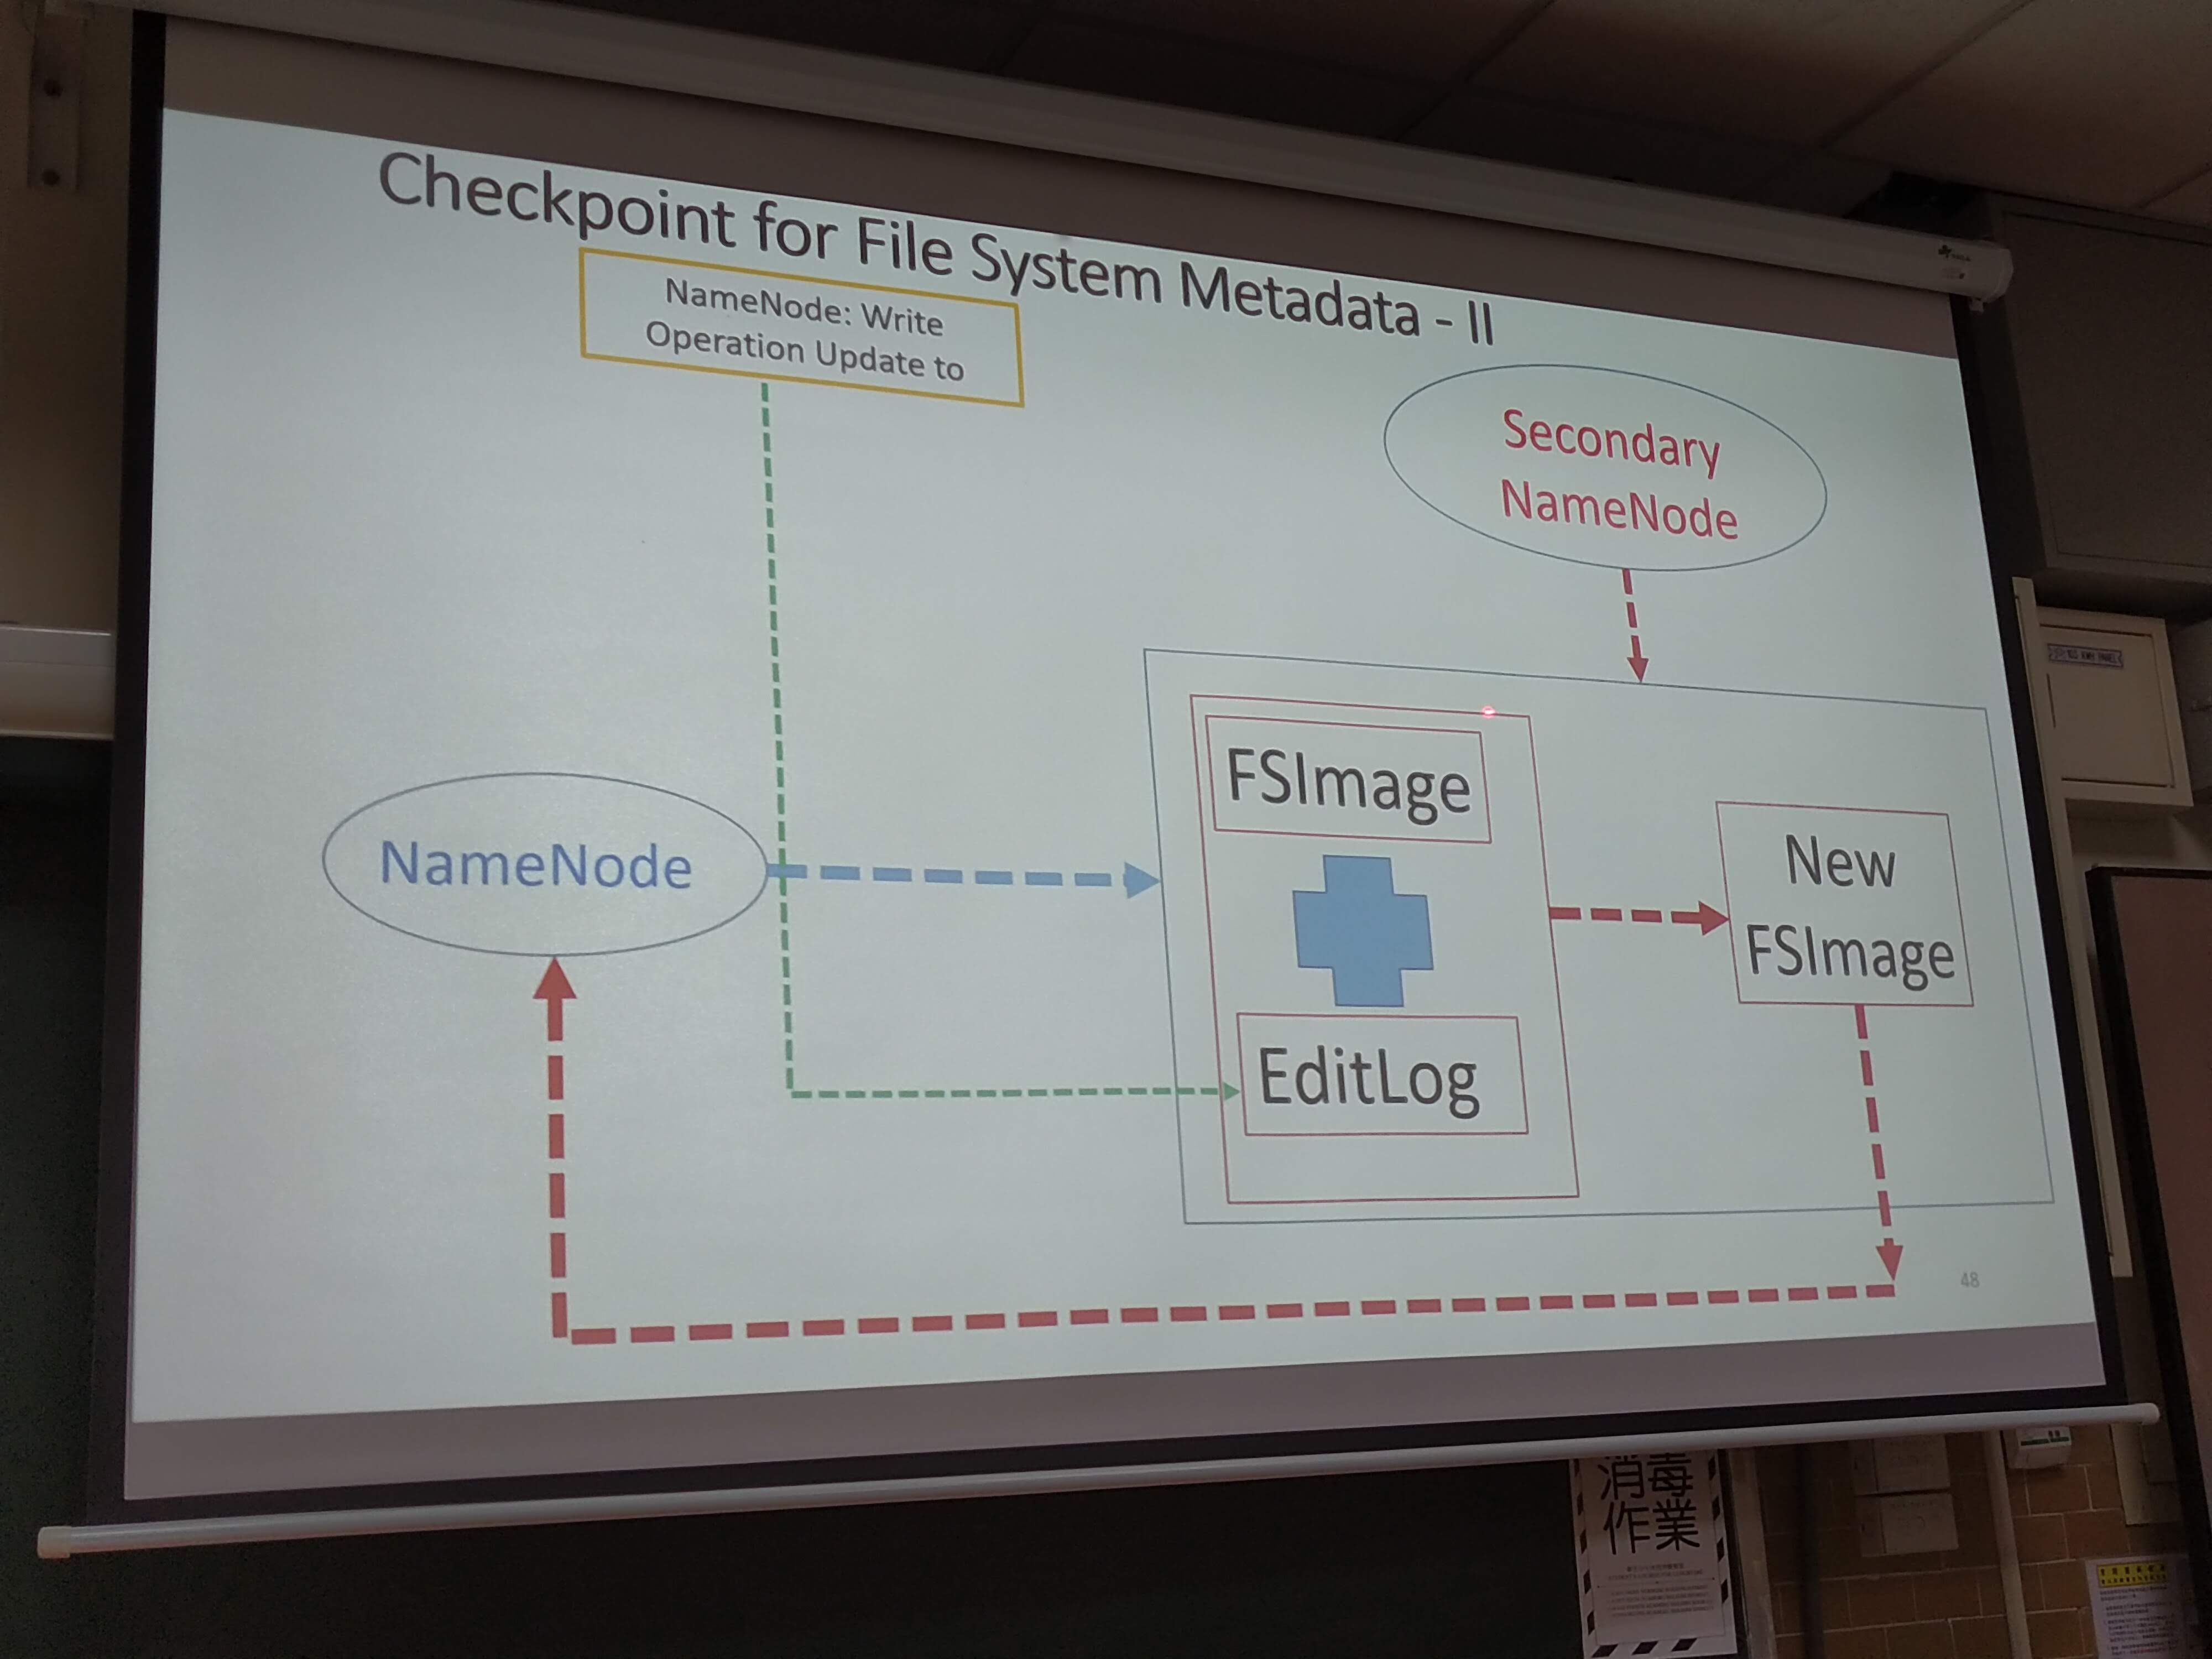 Checkpoint for File System Metadata - II
NameNode: Write
Operation Update to
Secondary
NameNode
FSImage
NameNode
New
FSImage
EditLog
48
消毒
作業